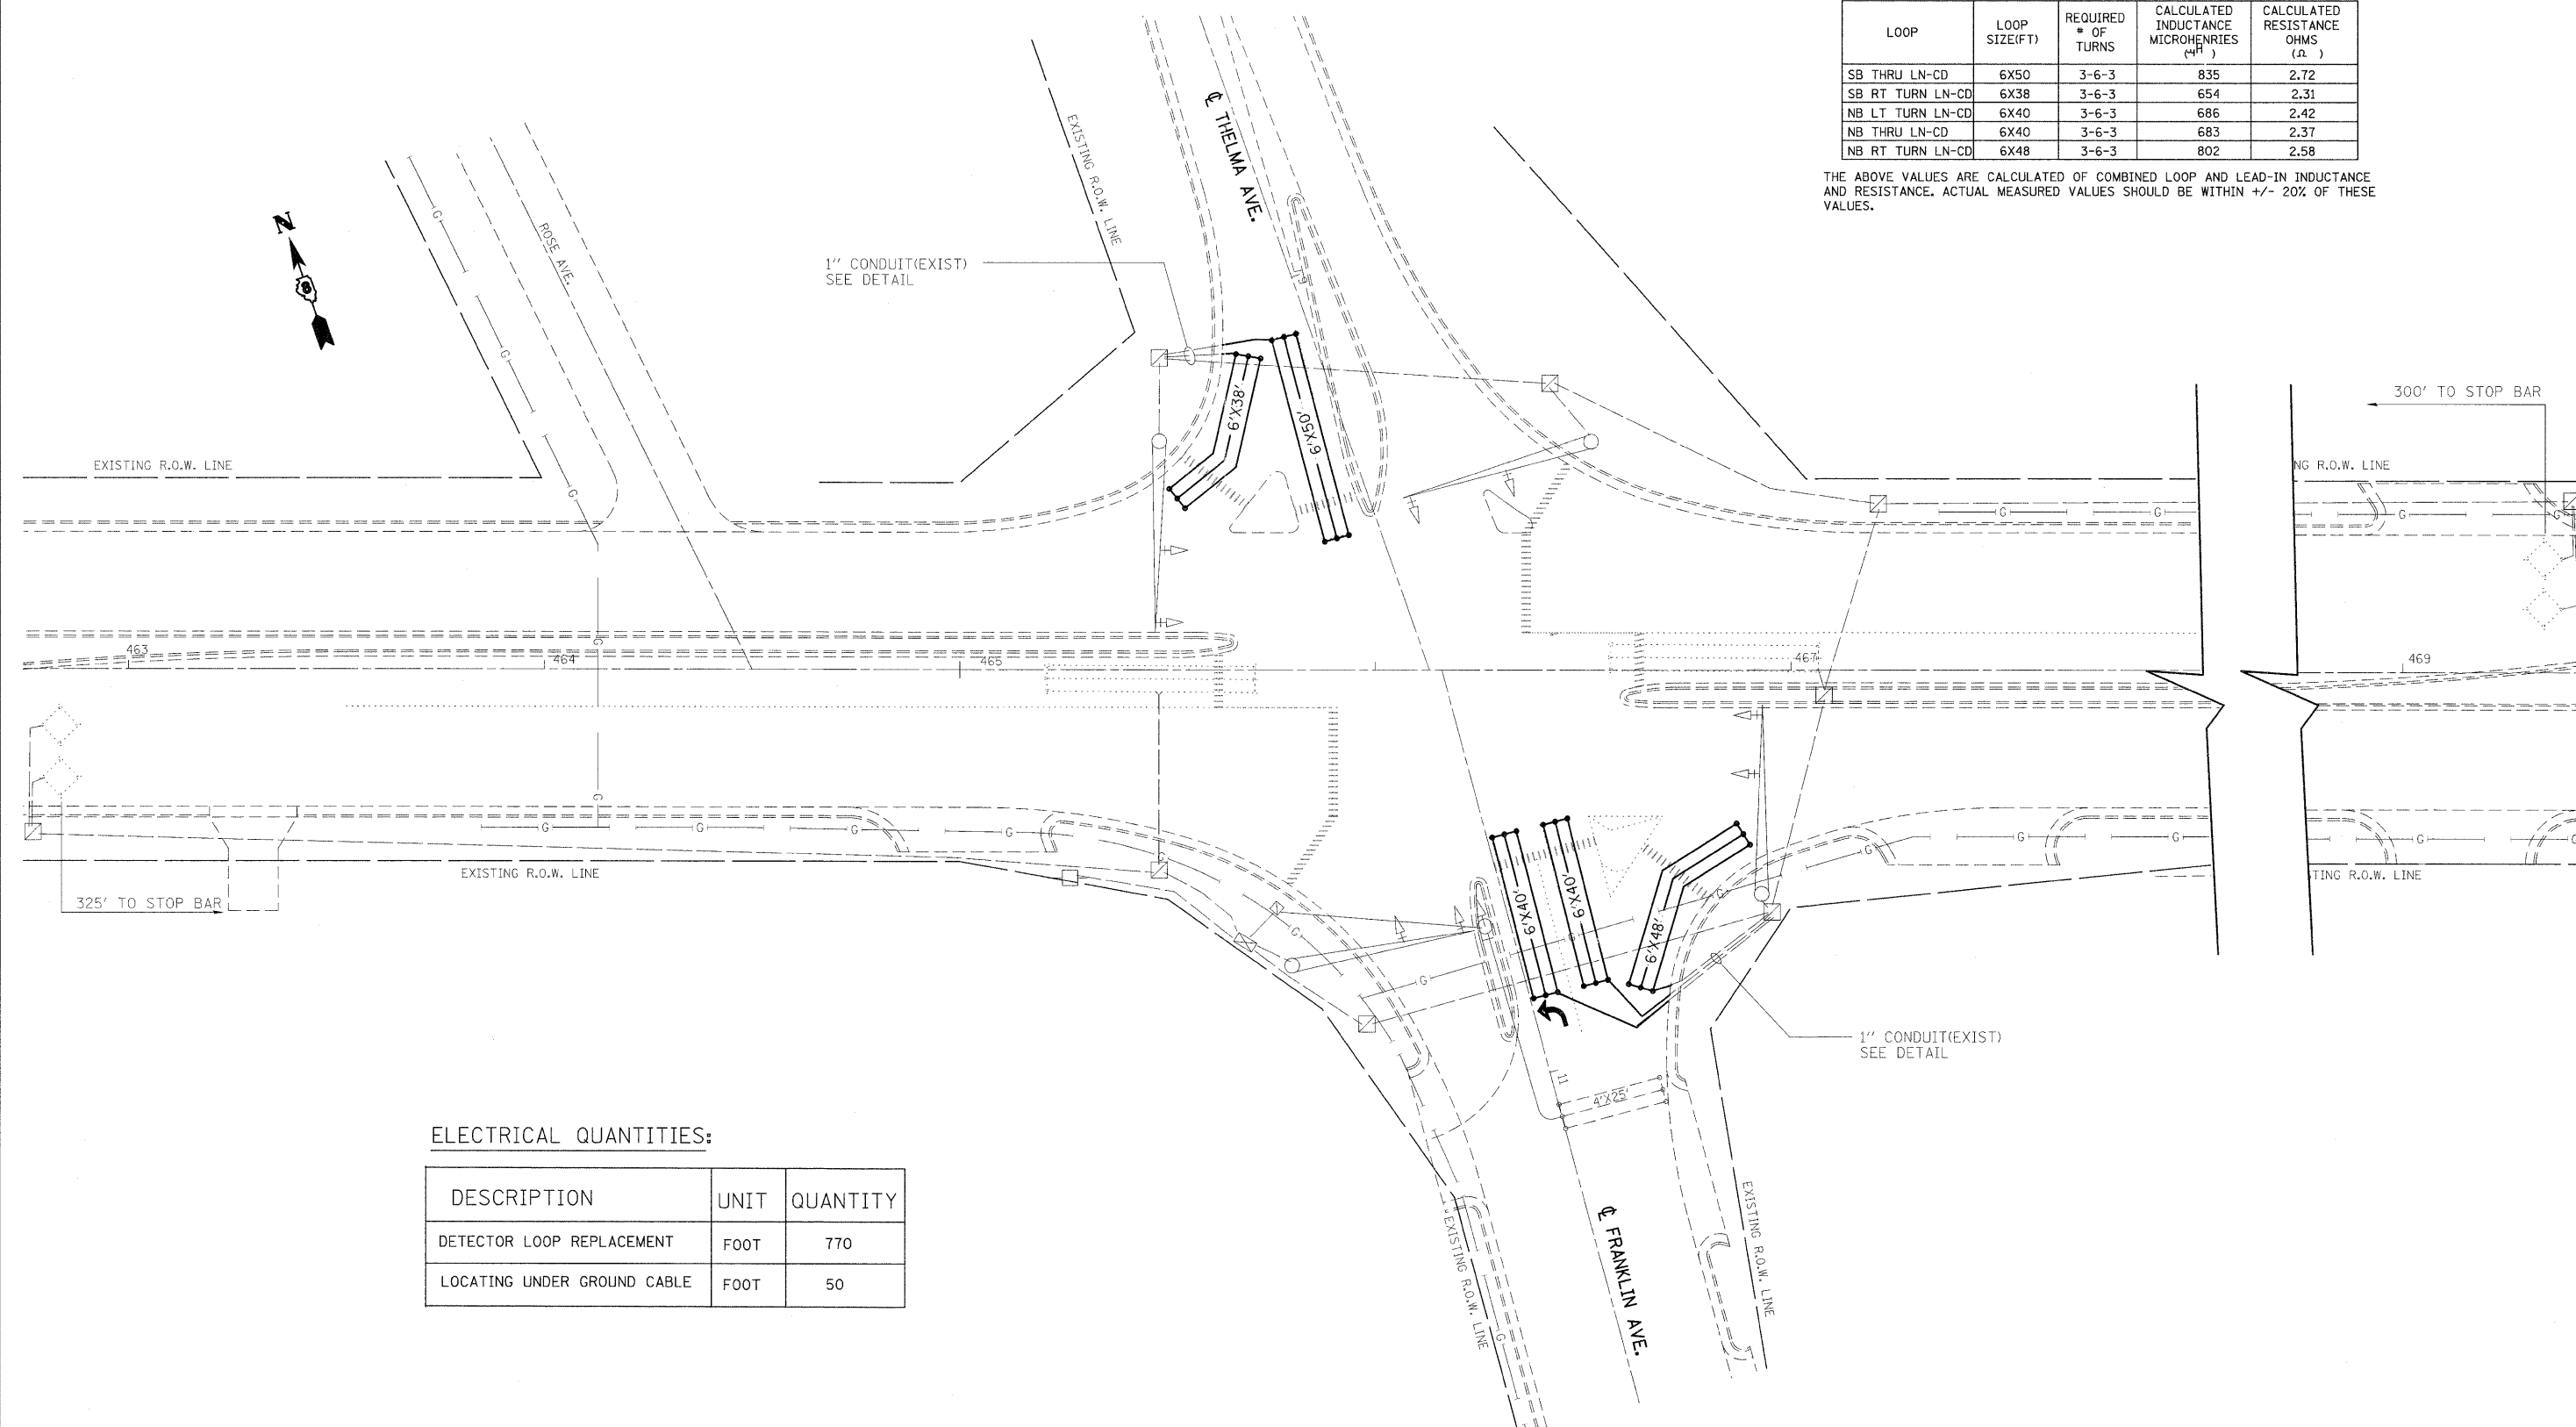 LOOP
LOOP
SIZE(FT)
REQUIRED
# OF
TURNS
CALCULATED
INDUCTANCE
MICROHENRIES
CALCULATED
RESISTANCE
OHMS
(Ω )
SB THRU LN-CD 6X50 3-6-3 835 2.72
SB RT TURN LN-CD 6X38 3-6-3 654 2.31
NB LT TURN LN-CD 6X40 3-6-3 686 2.42
NB THRU LN-CD 6X40 3-6-3 683 2.37
NB RT TURN LN-CD 6X48 3-6-3 802 2.58
THE ABOVE VALUES ARE CALCULATED OF COMBINED LOOP AND LEAD-IN INDUCTANCE
AND RESISTANCE. ACTUAL MEASURED VALUES SHOULD BE WITHIN +/- 20% OF THESE
VALUES.
N
8
ROSE AVE.
EXISTING R.O.W. LINE
℄ THELMA AVE.
1" CONDUIT(EXIST)
SEE DETAIL
9
6'X38'
6'X50'
300' TO STOP BAR
EXISTING R.O.W. LINE
NG R.O.W. LINE
G
G
G
G
G
G
G
G
G
463
464
465
467
469
G
G
G
G
G
G
G
G
G
G
G
G
G
EXISTING R.O.W. LINE
TING R.O.W. LINE
325' TO STOP BAR
6'X40'
6'X40'
6'X48'
G
G
G
G
1" CONDUIT(EXIST)
SEE DETAIL
11
4'X25'
ELECTRICAL QUANTITIES:
DESCRIPTION UNIT QUANTITY
DETECTOR LOOP REPLACEMENT FOOT 770
LOCATING UNDER GROUND CABLE FOOT 50
EXISTING R.O.W. LINE
℄ FRANKLIN AVE.
EXISTING R.O.W. LINE
G